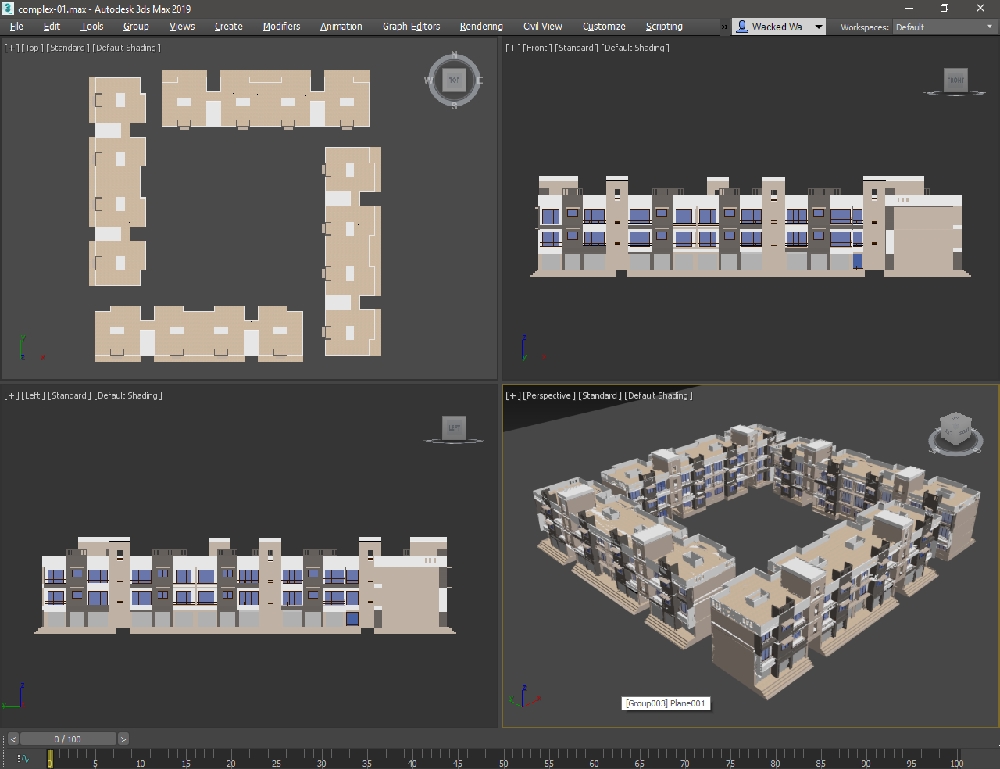 complex-01.max - Autodesk 3ds Max 2019
File Edit Tools Group Views Create Modifiers Animation Graph Editors Rendering Civil View Customize Scripting » Wacked Wa Workspaces: Default
[+] [Top] [Standard] [Default Shading]
N
W TOP
S
[+] [Front] [Standard] [Default Shading]
FRONT
[+] [Left] [Standard] [Default Shading]
LEFT
[+] [Perspective] [Standard] [Default Shading]
[Group003] Plane001
< 0 / 100 >
0 5 10 15 20 25 30 35 40 45 50 55 60 65 70 75 80 85 90 95 100